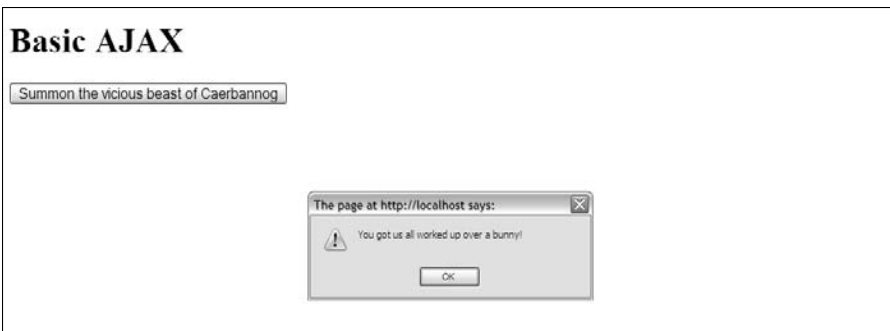 Basic AJAX
Summon the vicious beast of Caerbannog
The page at http://localhost says:
You got us all worked up over a bunny!
OK